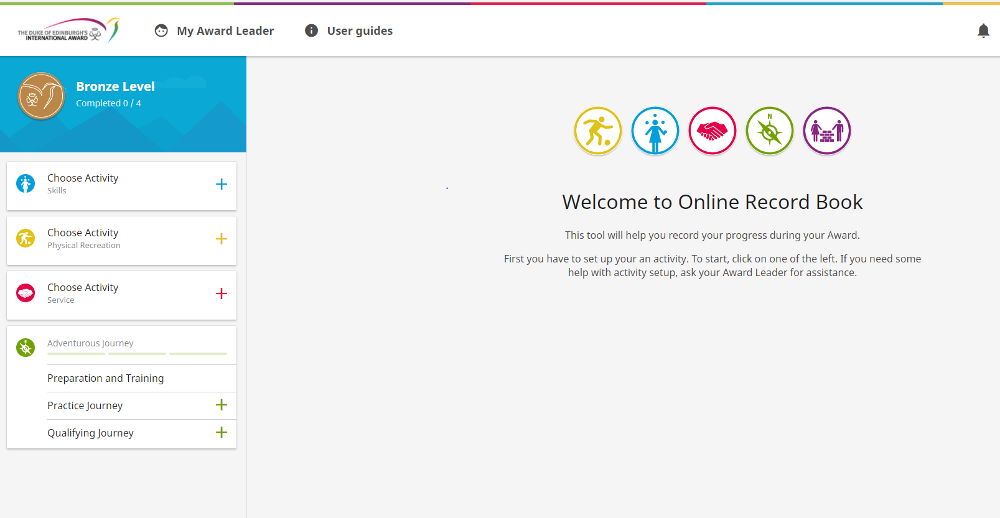 THE DUKE OF EDINBURGH'S
INTERNATIONAL AWARD
My Award Leader
User guides
Bronze Level
Completed 0 / 4
Choose Activity
Skills
Choose Activity
Physical Recreation
Choose Activity
Service
Adventurous Journey
Preparation and Training
Practice Journey
Qualifying Journey
N
Welcome to Online Record Book
This tool will help you record your progress during your Award.
First you have to set up your an activity. To start, click on one of the left. If you need some
help with activity setup, ask your Award Leader for assistance.